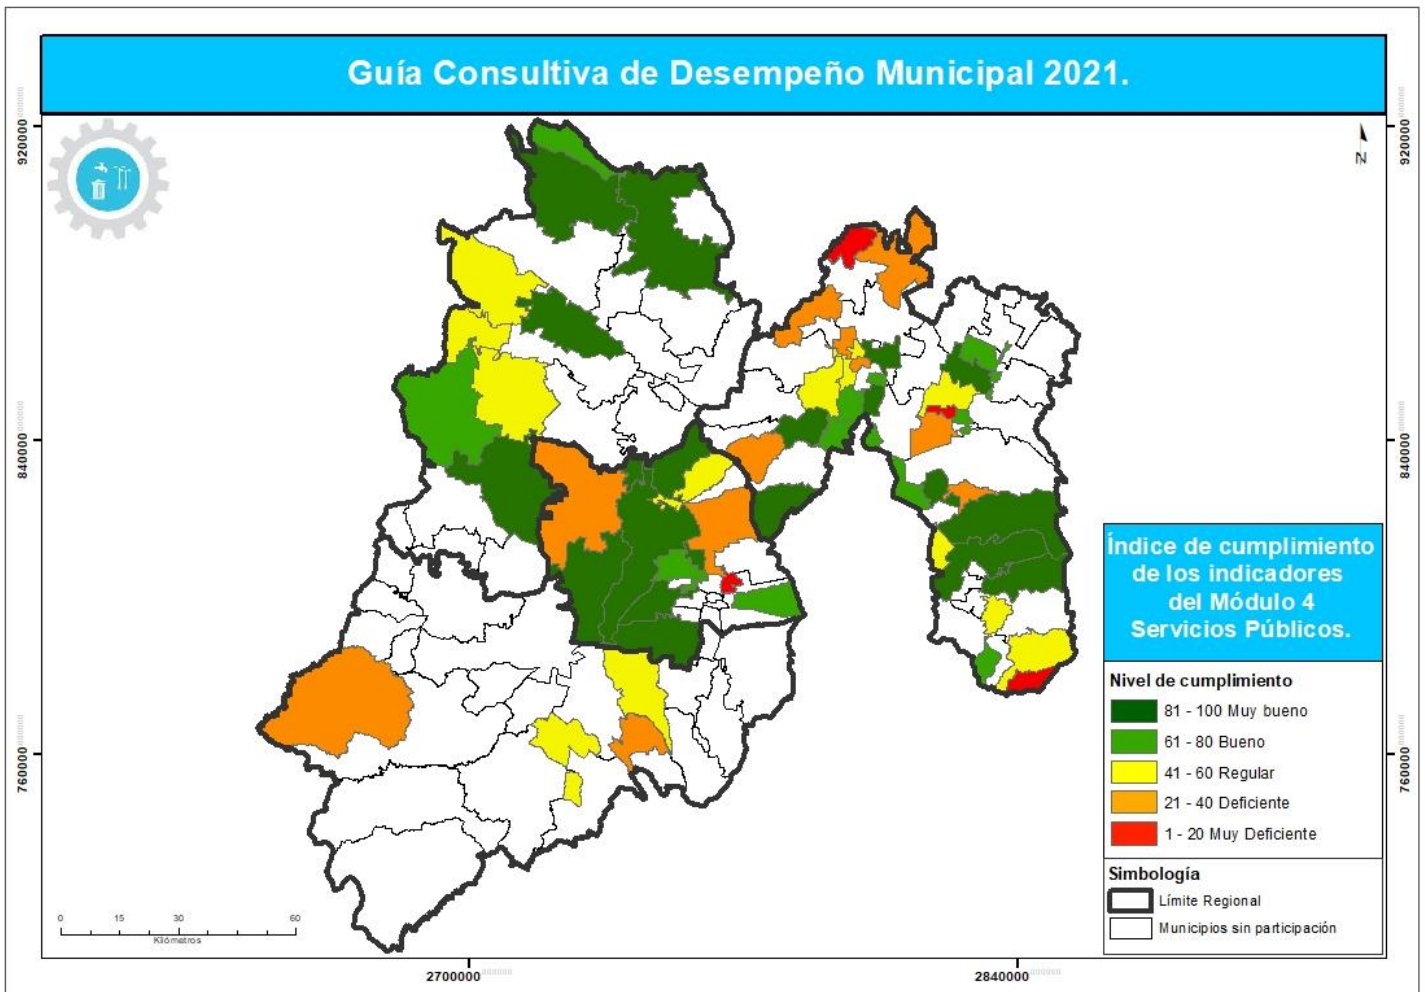 Guía Consultiva de Desempeño Municipal 2021.
920000
920000
N
840000
840000
760000
760000
Índice de cumplimiento
de los indicadores
del Módulo 4
Servicios Públicos.
Nivel de cumplimiento
81 - 100 Muy bueno
61 - 80 Bueno
41 - 60 Regular
21 - 40 Deficiente
1 - 20 Muy Deficiente
Simbología
Límite Regional
Municipios sin participación
0 15 30 60
Kilómetros
2700000
2840000